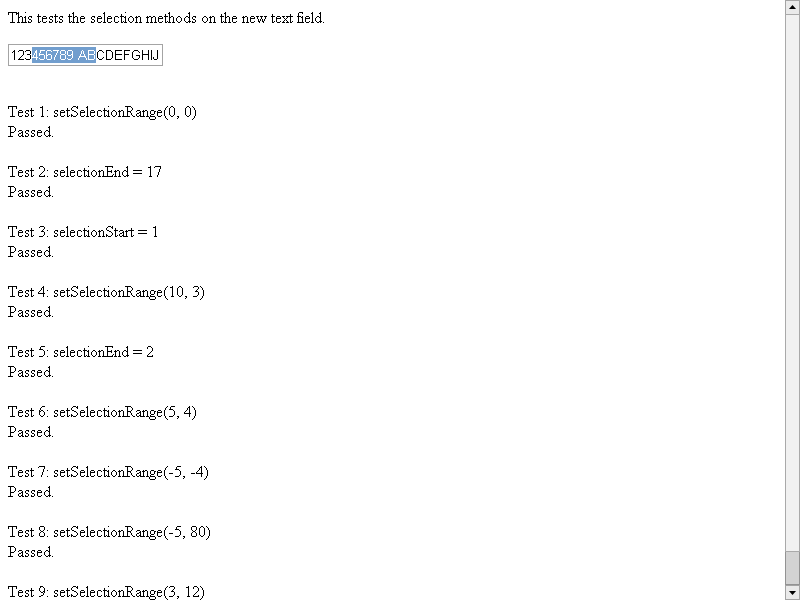 This tests the selection methods on the new text field.
123456789 ABCDEFGHIJ
Test 1: setSelectionRange(0, 0)
Passed.
Test 2: selectionEnd = 17
Passed.
Test 3: selectionStart = 1
Passed.
Test 4: setSelectionRange(10, 3)
Passed.
Test 5: selectionEnd = 2
Passed.
Test 6: setSelectionRange(5, 4)
Passed.
Test 7: setSelectionRange(-5, -4)
Passed.
Test 8: setSelectionRange(-5, 80)
Passed.
Test 9: setSelectionRange(3, 12)